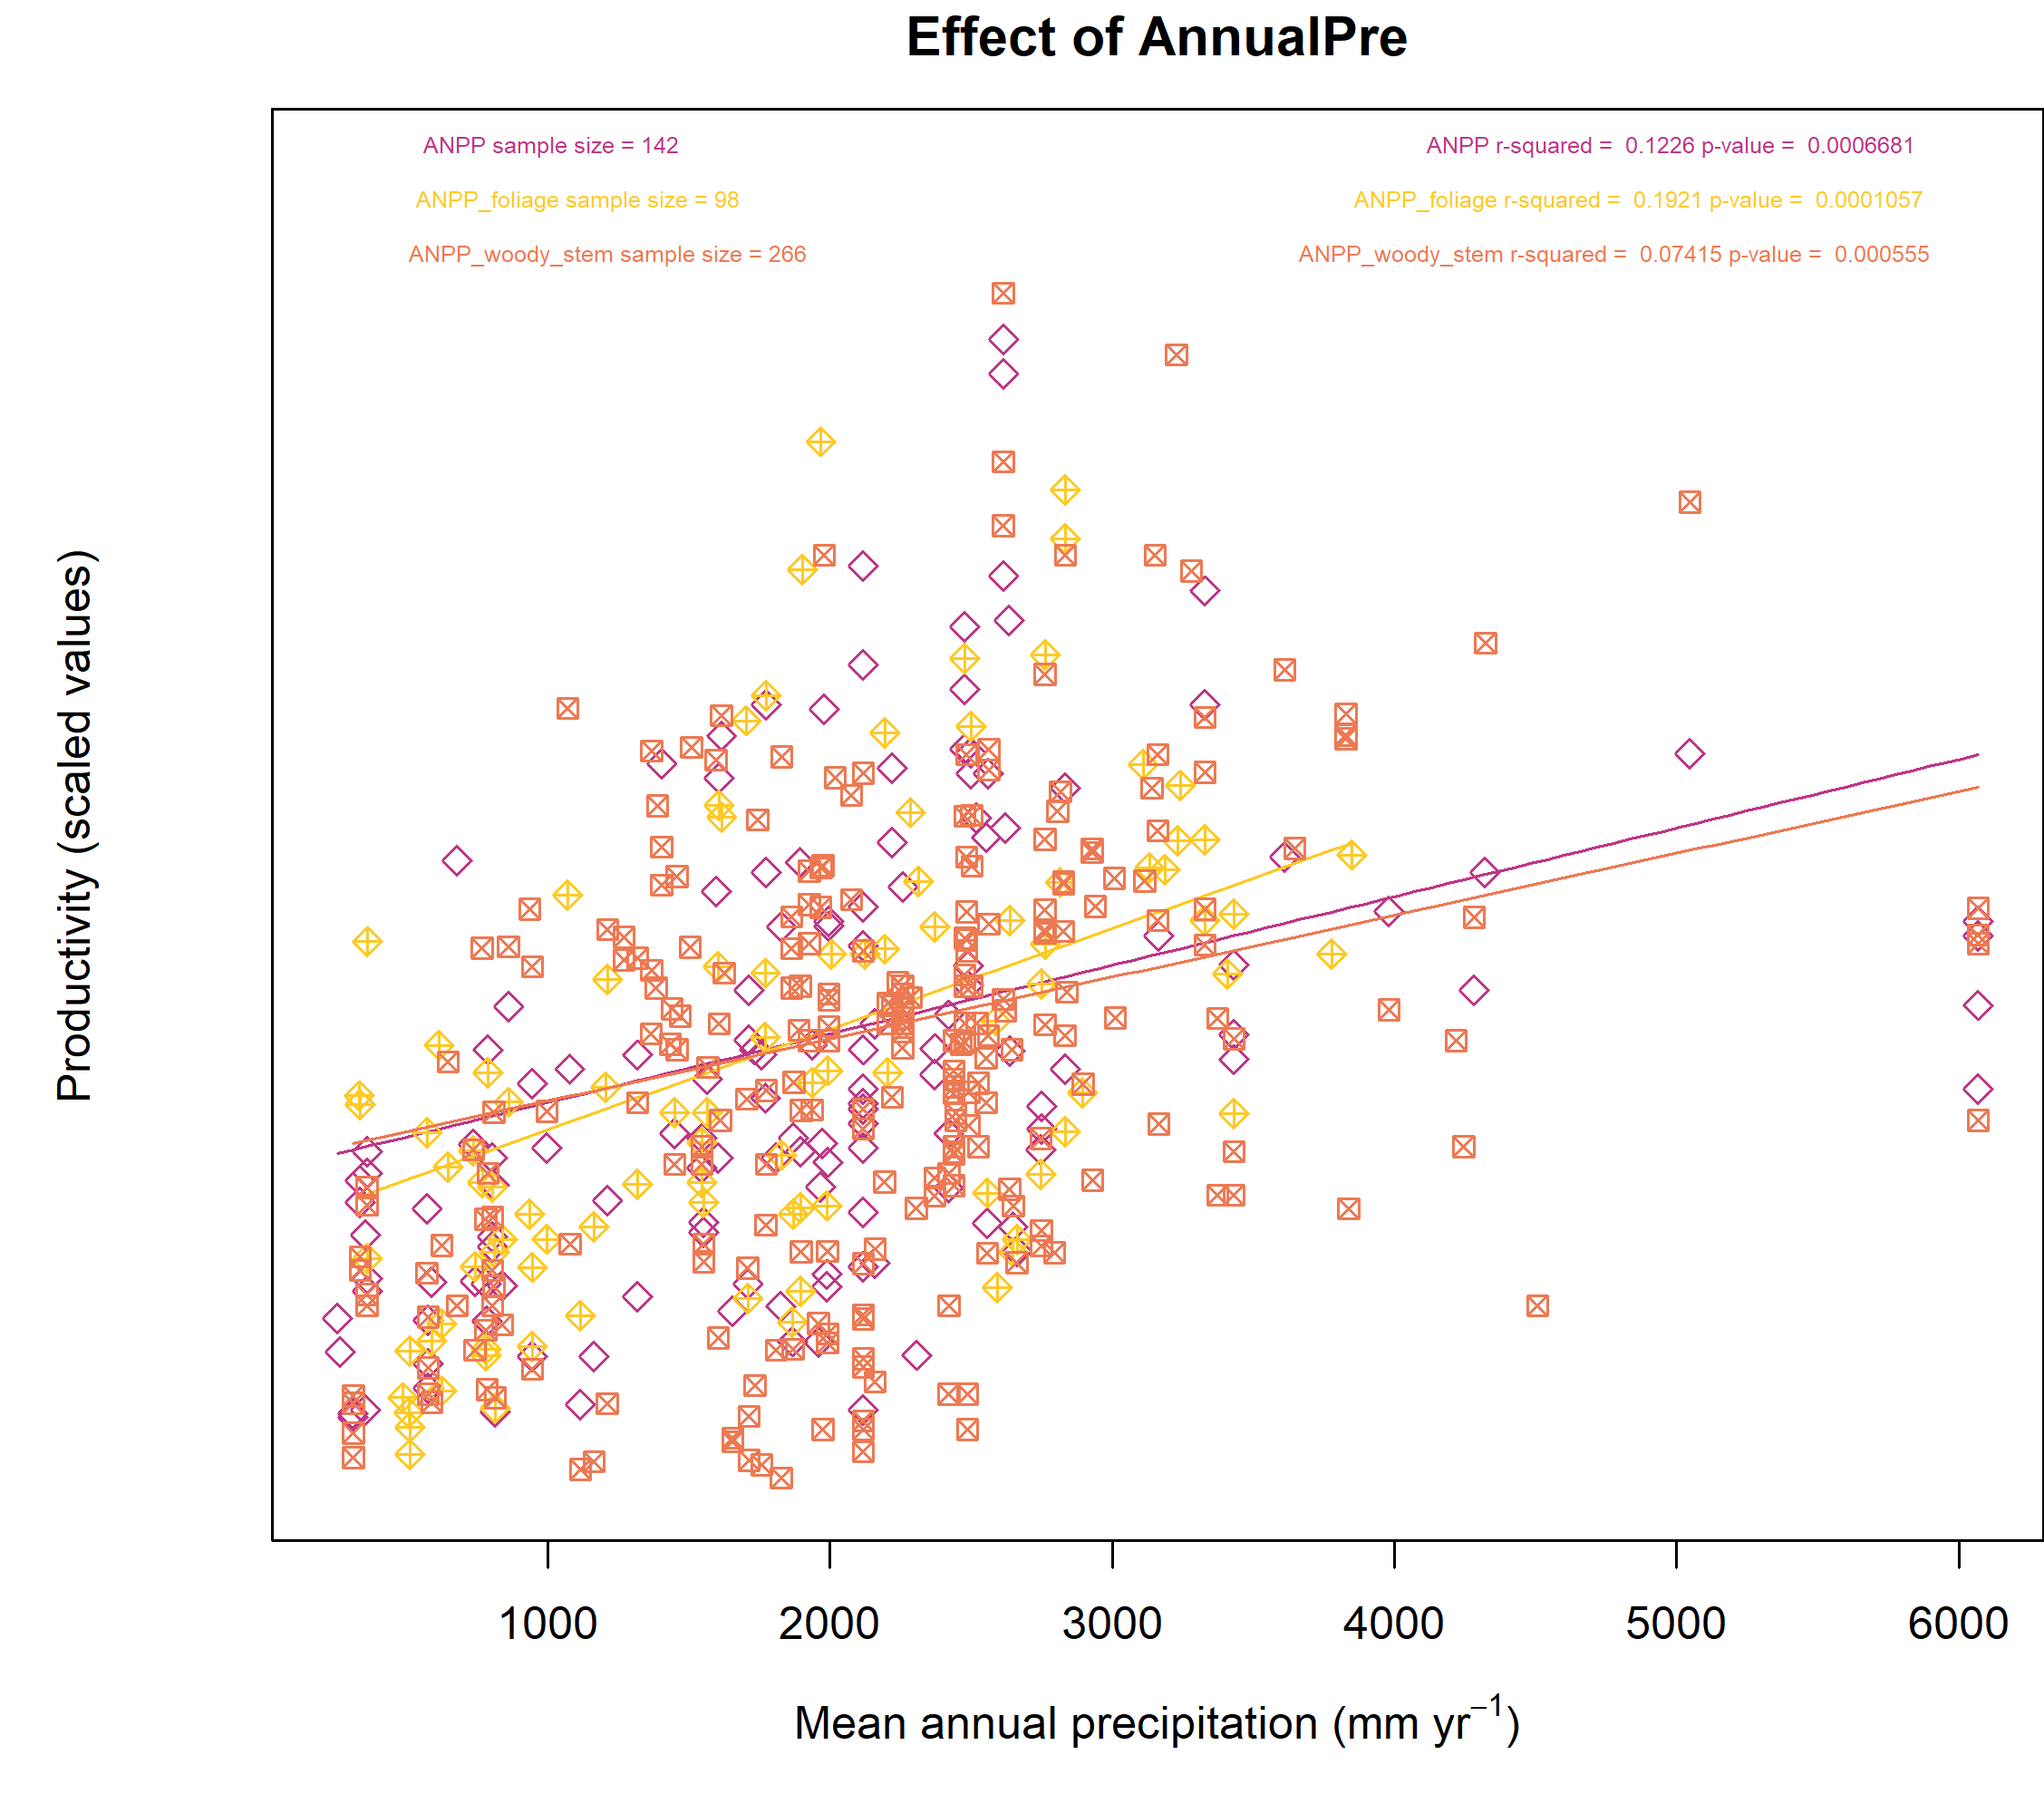 Effect of AnnualPre
ANPP sample size = 142
ANPP r-squared = 0.1226 p-value = 0.0006681
ANPP_foliage sample size = 98
ANPP_foliage r-squared = 0.1921 p-value = 0.0001057
ANPP_woody_stem sample size = 266
ANPP_woody_stem r-squared = 0.07415 p-value = 0.000555
Productivity (scaled values)
1000 2000 3000 4000 5000 6000
Mean annual precipitation (mm yr⁻¹)